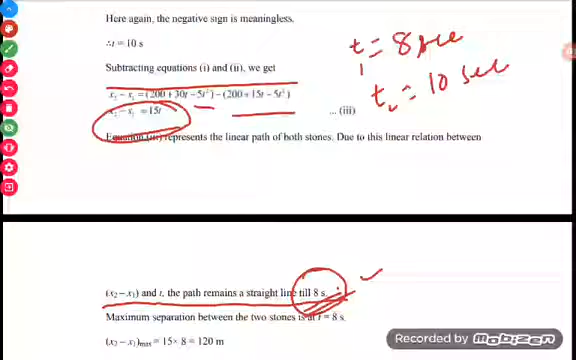 Here again, the negative sign is meaningless.
∴t = 10 s
t₁ = 8 sec
Subtracting equations (i) and (ii), we get
t₂ = 10 sec
x₂ − x₁ = (200 + 30t − 5t²) − (200 + 15t − 5t²)
x₂ − x₁ = 15t ... (iii)
Equation (iii) represents the linear path of both stones. Due to this linear relation between
(x₂ − x₁) and t, the path remains a straight line till 8 s.
Maximum separation between the two stones is at t = 8 s.
(x₂ − x₁)max = 15× 8 = 120 m
Recorded by mobizen